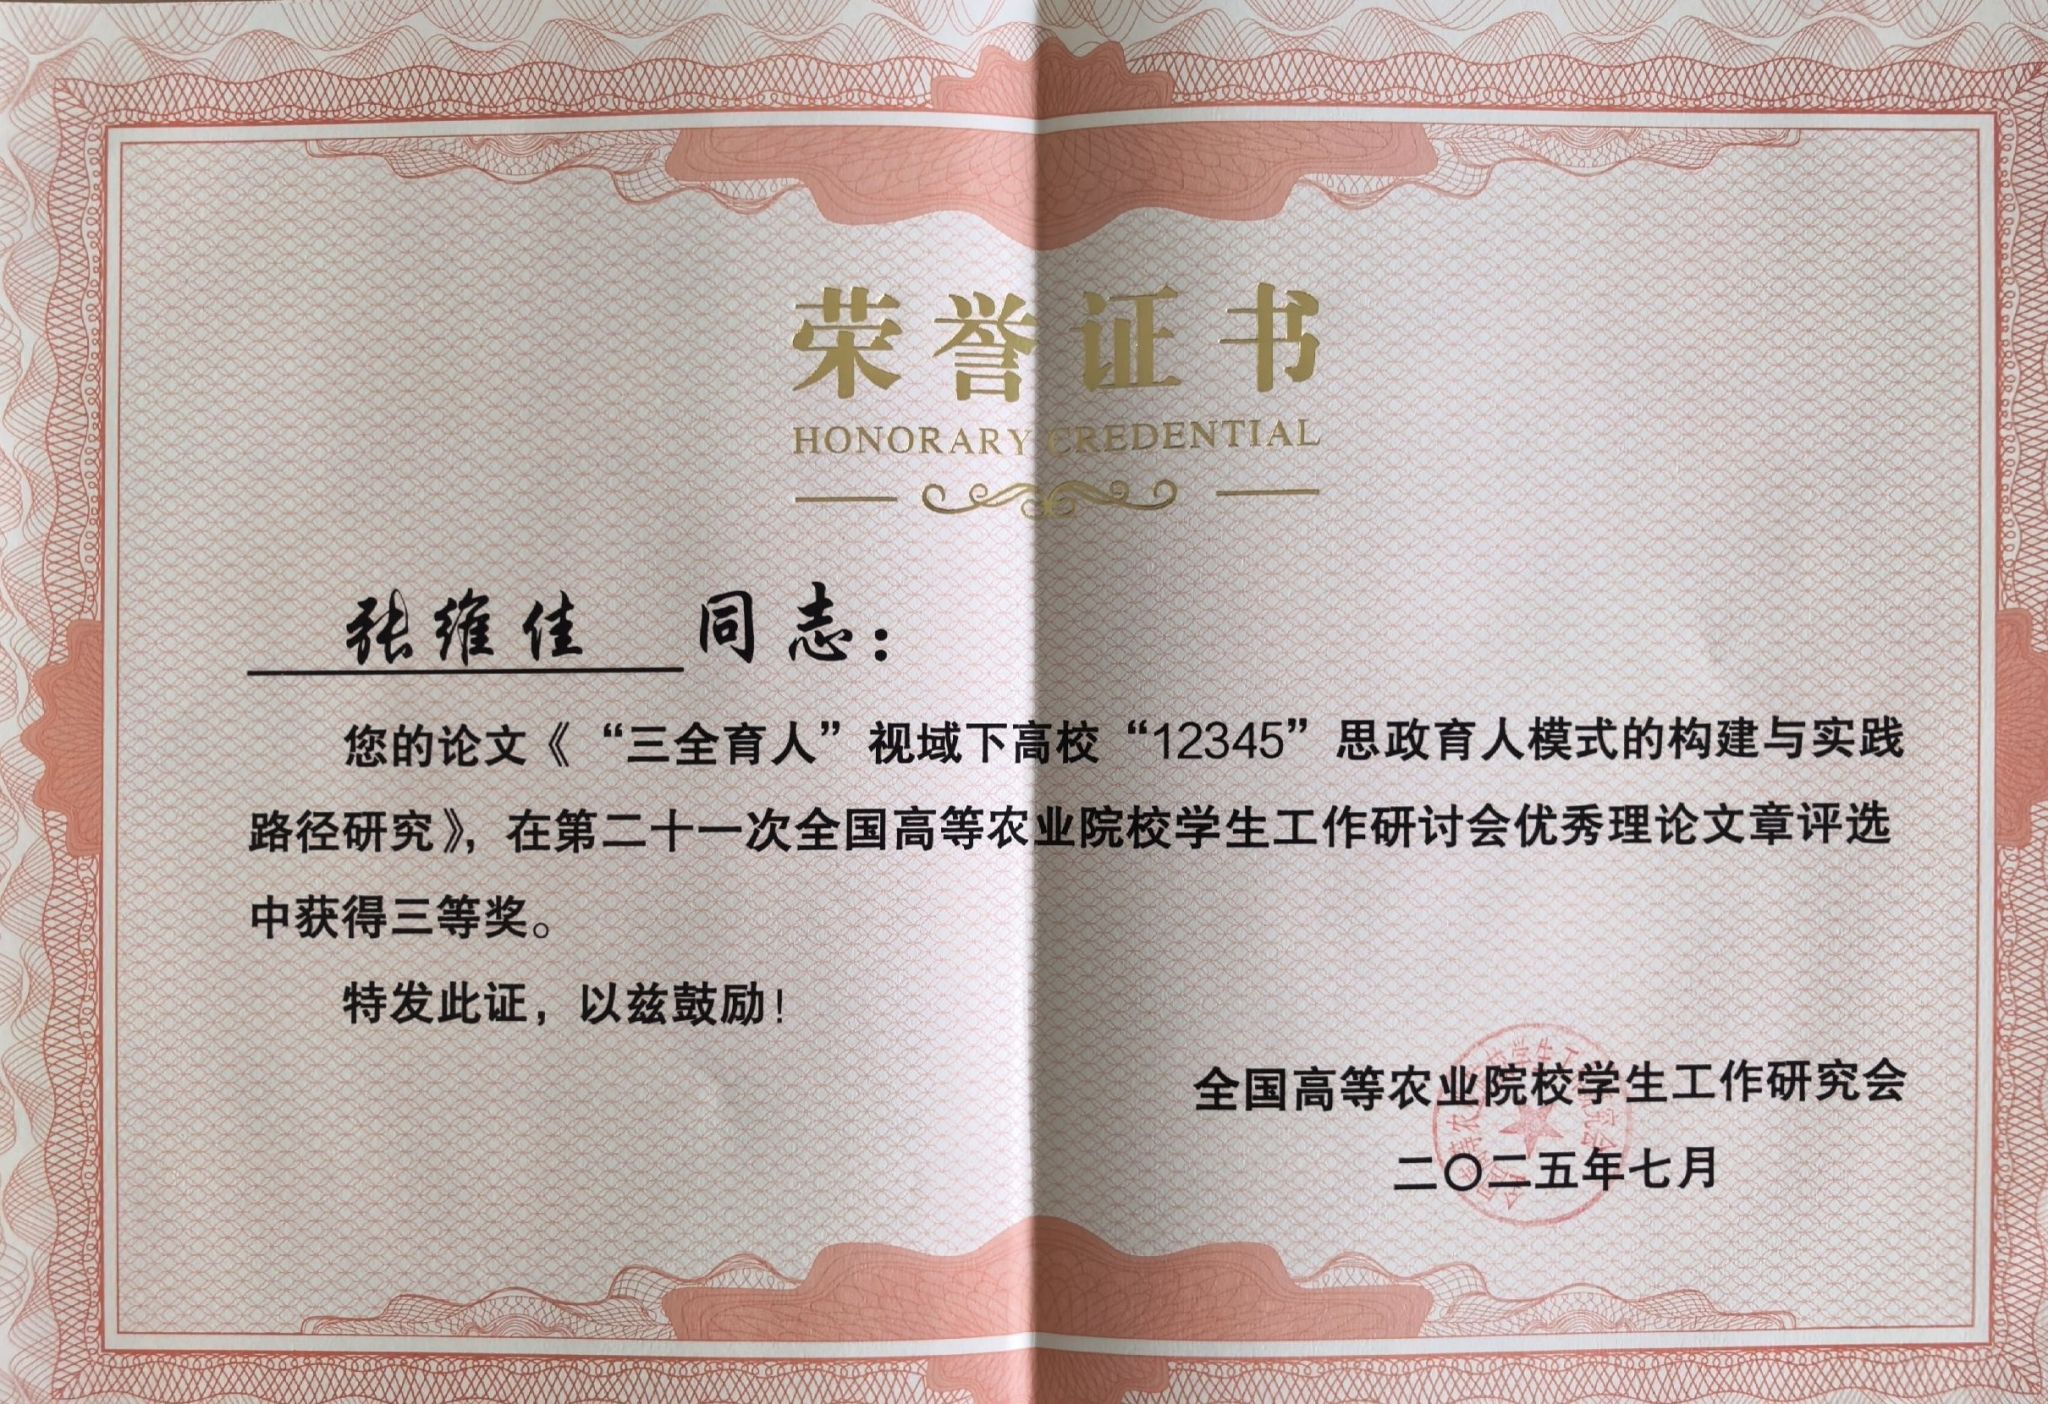 荣誉证书
HONORARY CREDENTIAL
张维佳 同志：
您的论文《“三全育人”视域下高校“12345”思政育人模式的构建与实践
路径研究》，在第二十一次全国高等农业院校学生工作研讨会优秀理论文章评选
中获得三等奖。
特发此证，以兹鼓励！
全国高等农业院校学生工作研究会
二〇二五年七月